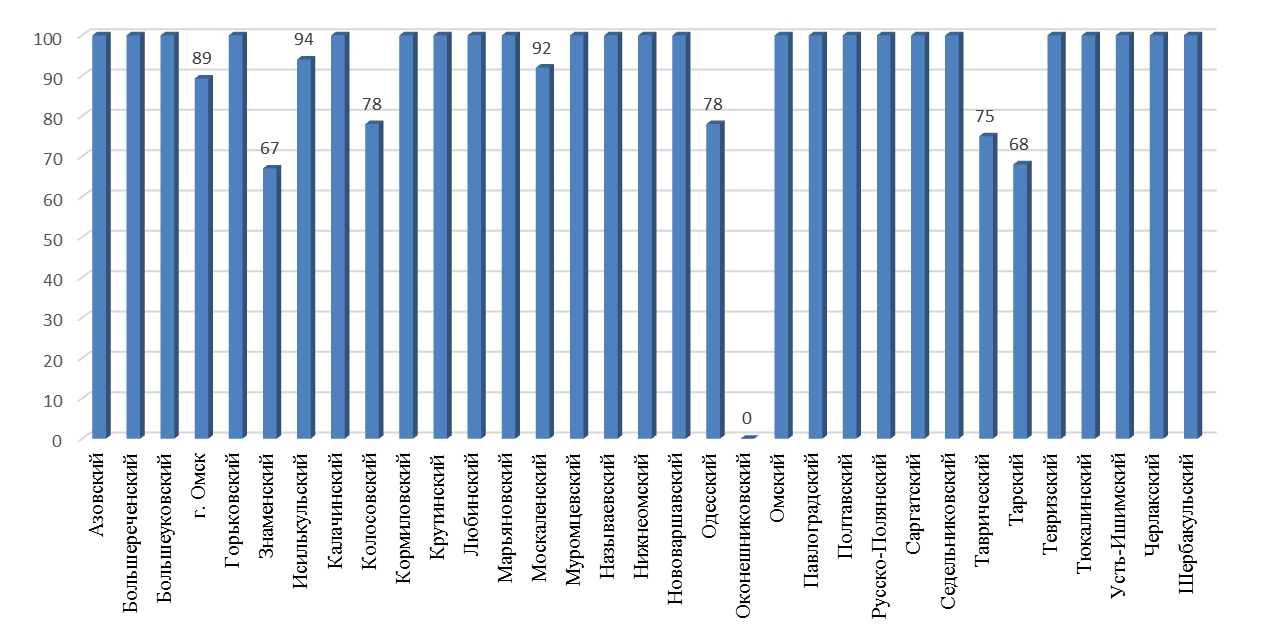 100
90
80
70
60
50
40
30
20
10
0
89
67
94
78
92
78
0
75
68
Азовский
Большереченский
Большеуковский
г. Омск
Горьковский
Знаменский
Исилькульский
Калачинский
Колосовский
Кормиловский
Крутинский
Любинский
Марьяновский
Москаленский
Муромцевский
Называевский
Нижнеомский
Нововаршавский
Одесский
Оконешниковский
Омский
Павлоградский
Полтавский
Русско-Полянский
Саргатский
Седельниковский
Таврический
Тарский
Тевризский
Тюкалинский
Усть-Ишимский
Черлакский
Шербакульский